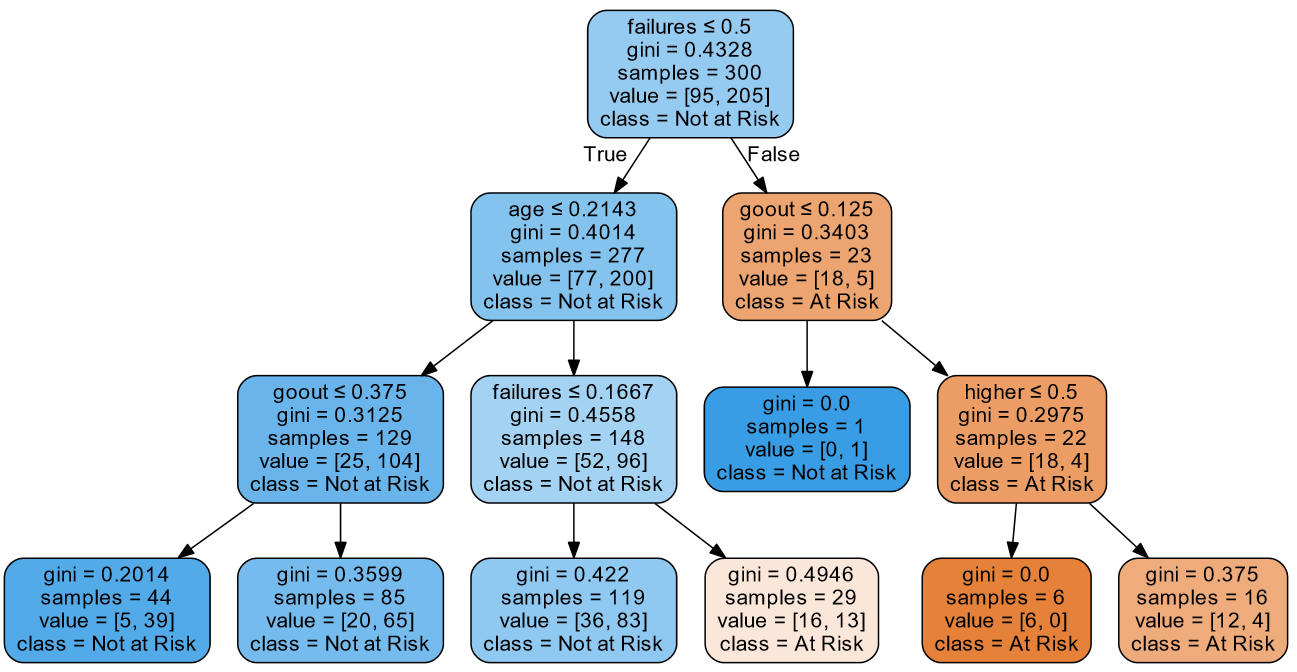 failures ≤ 0.5
gini = 0.4328
samples = 300
value = [95, 205]
class = Not at Risk
True
False
age ≤ 0.2143
gini = 0.4014
samples = 277
value = [77, 200]
class = Not at Risk
goout ≤ 0.125
gini = 0.3403
samples = 23
value = [18, 5]
class = At Risk
goout ≤ 0.375
gini = 0.3125
samples = 129
value = [25, 104]
class = Not at Risk
failures ≤ 0.1667
gini = 0.4558
samples = 148
value = [52, 96]
class = Not at Risk
gini = 0.0
samples = 1
value = [0, 1]
class = Not at Risk
higher ≤ 0.5
gini = 0.2975
samples = 22
value = [18, 4]
class = At Risk
gini = 0.2014
samples = 44
value = [5, 39]
class = Not at Risk
gini = 0.3599
samples = 85
value = [20, 65]
class = Not at Risk
gini = 0.422
samples = 119
value = [36, 83]
class = Not at Risk
gini = 0.4946
samples = 29
value = [16, 13]
class = At Risk
gini = 0.0
samples = 6
value = [6, 0]
class = At Risk
gini = 0.375
samples = 16
value = [12, 4]
class = At Risk